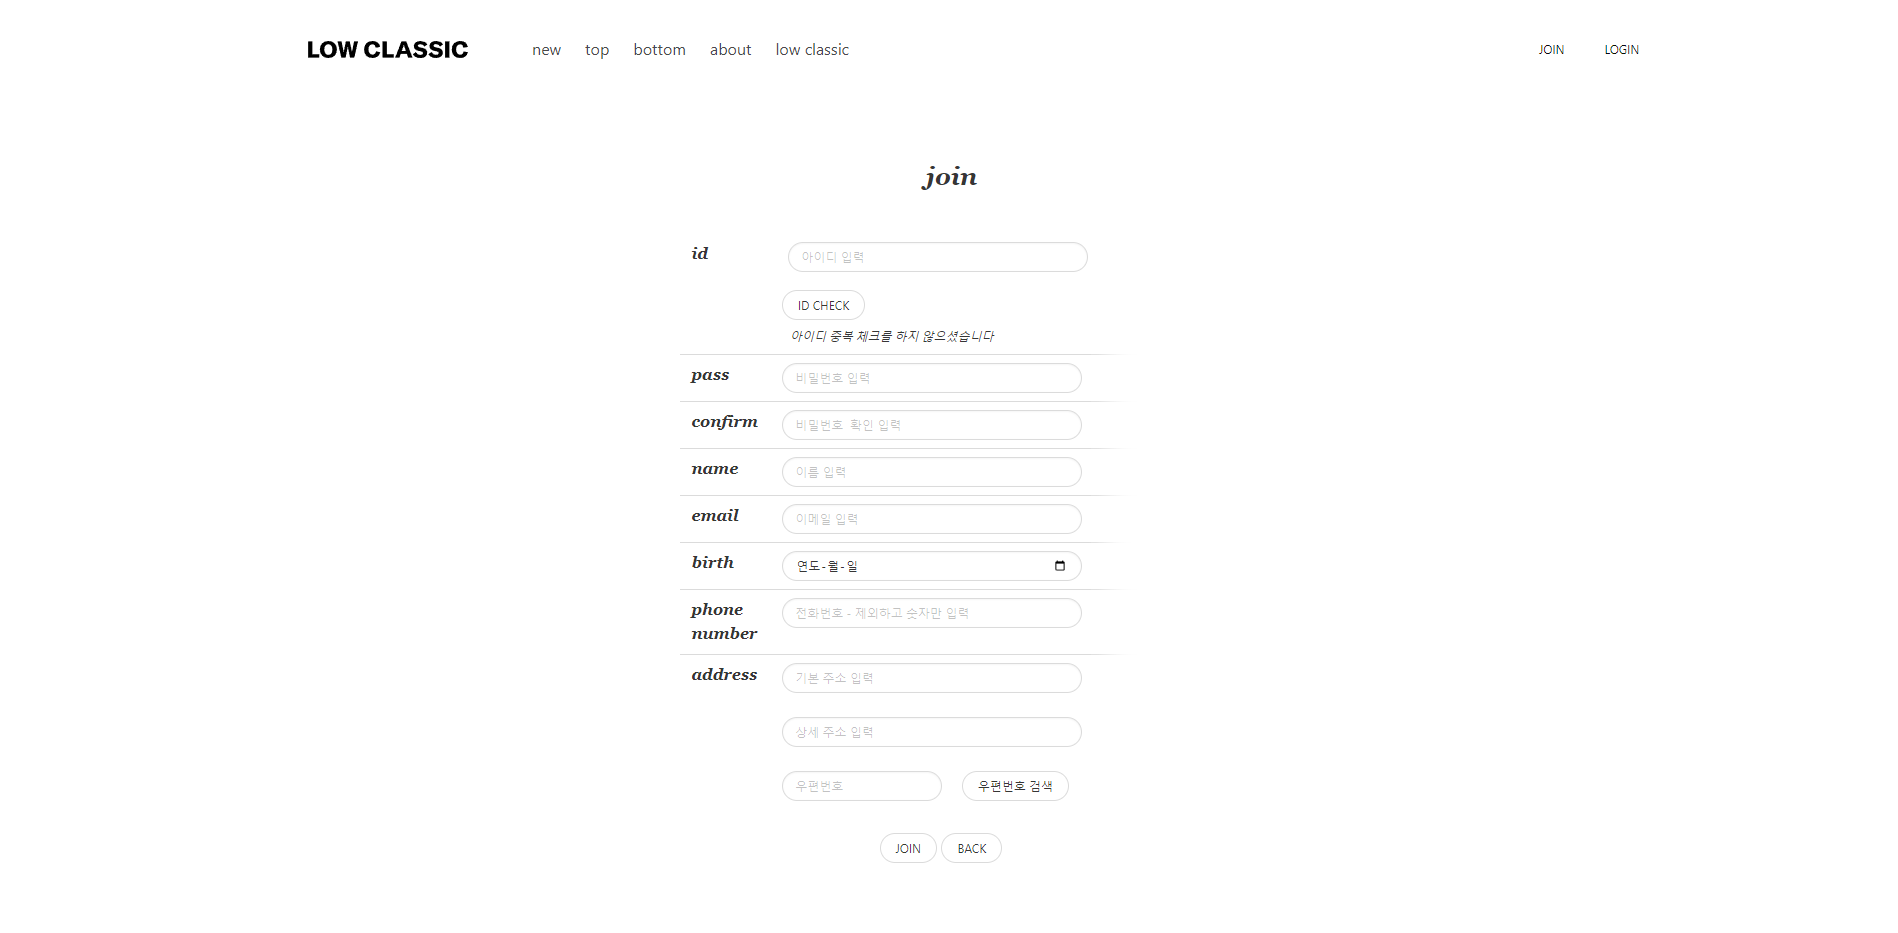 LOW CLASSIC new top bottom about low classic JOIN LOGIN
join
id 아이디 입력
ID CHECK
아이디 중복 체크를 하지 않으셨습니다
pass 비밀번호 입력
confirm 비밀번호 확인 입력
name 이름 입력
email 이메일 입력
birth 연도-월-일
phone 전화번호 - 제외하고 숫자만 입력
number
address 기본 주소 입력
상세 주소 입력
우편번호 우편번호 검색
JOIN BACK